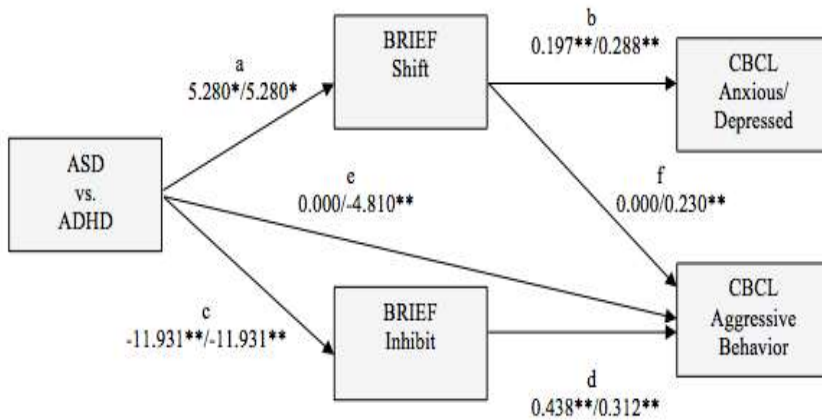 BRIEF
Shift
b
0.197**/0.288**
CBCL
Anxious/
Depressed
a
5.280*/5.280*
ASD
vs.
ADHD
e
0.000/-4.810**
f
0.000/0.230**
c
-11.931**/-11.931**
BRIEF
Inhibit
CBCL
Aggressive
Behavior
d
0.438**/0.312**